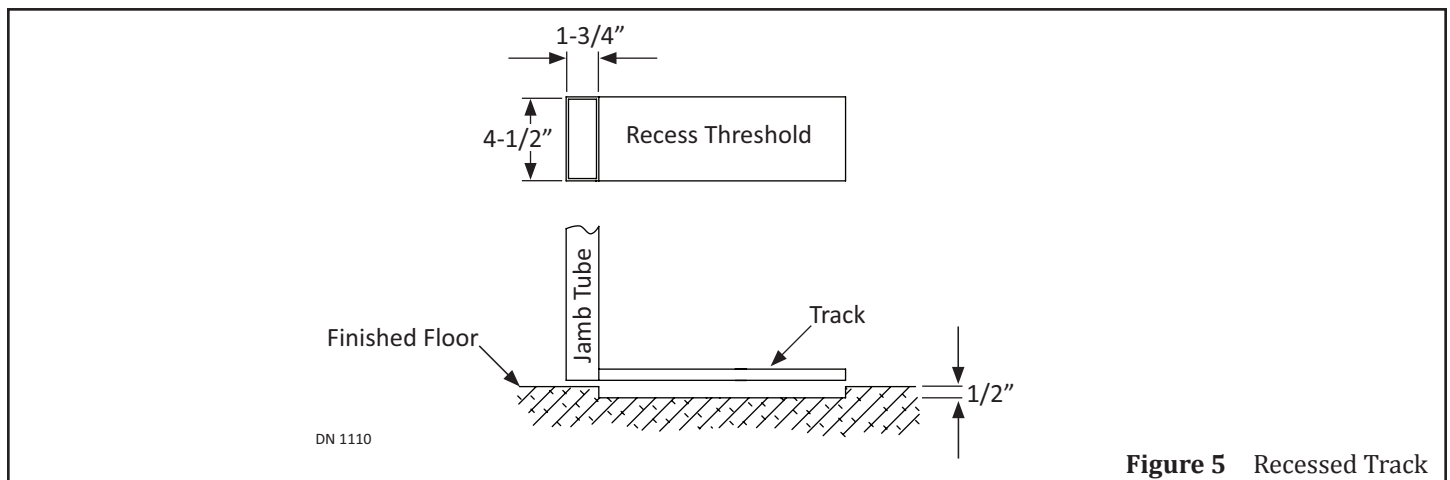 1-3/4”
4-1/2”
Recess Threshold
Jamb Tube
Track
Finished Floor
1/2”
DN 1110
Figure 5 Recessed Track